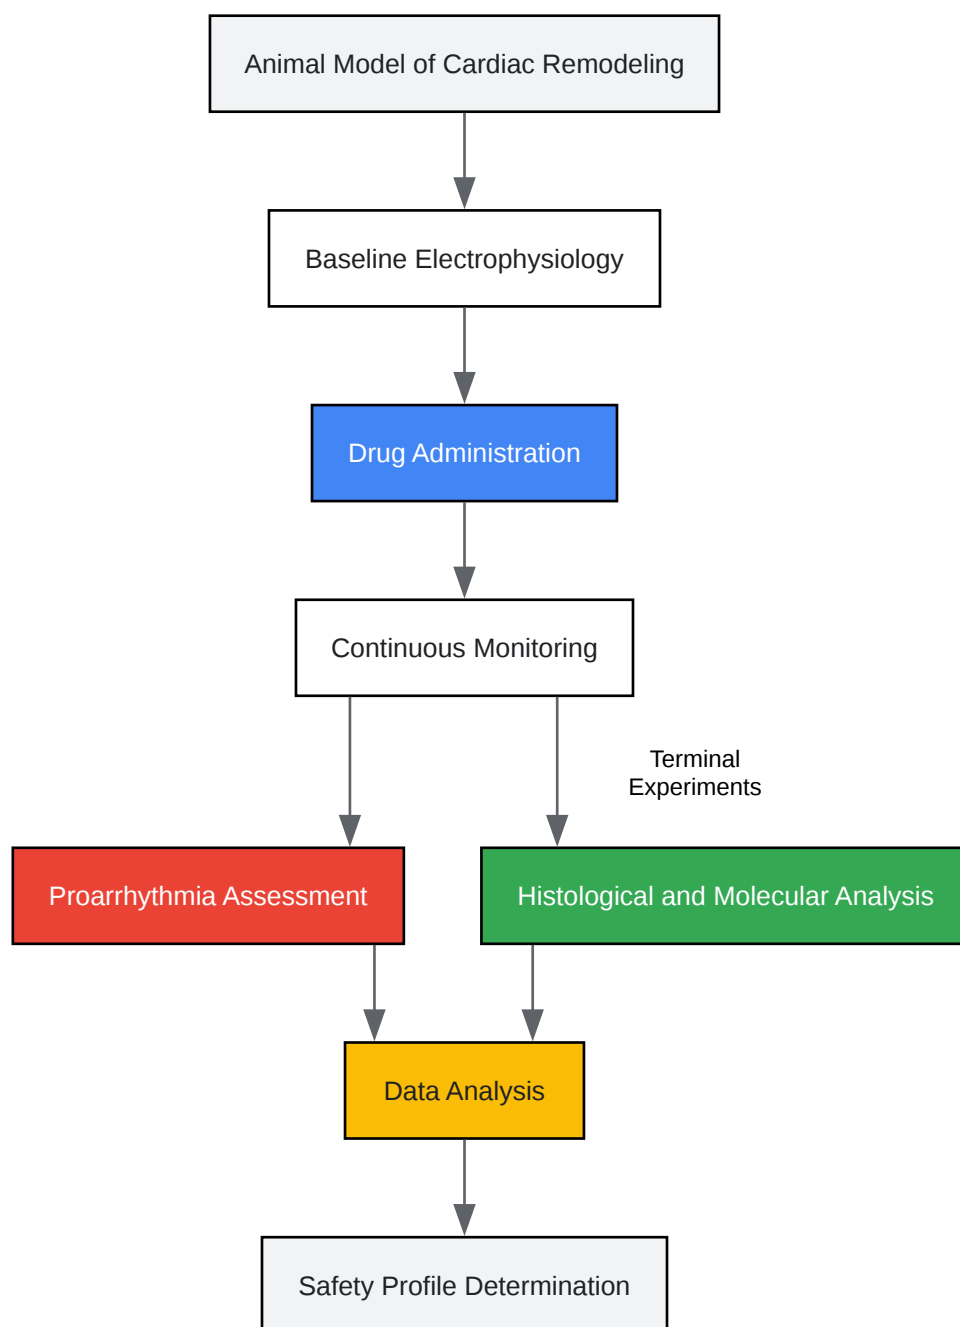 Animal Model of Cardiac Remodeling
Baseline Electrophysiology
Drug Administration
Continuous Monitoring
Terminal
Experiments
Proarrhythmia Assessment
Histological and Molecular Analysis
Data Analysis
Safety Profile Determination